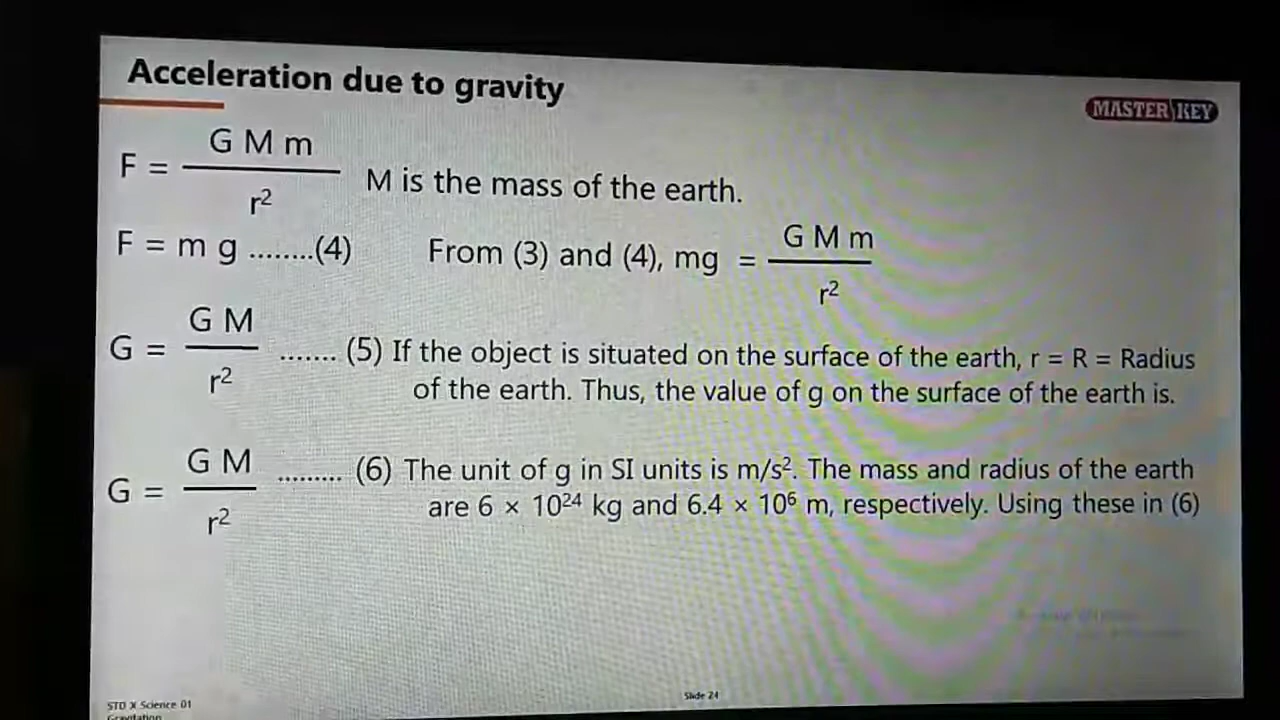 Acceleration due to gravity
MASTER KEY
F = G M m / r² M is the mass of the earth.
F = m g ........(4) From (3) and (4), mg = G M m / r²
G = G M / r² ....... (5) If the object is situated on the surface of the earth, r = R = Radius
of the earth. Thus, the value of g on the surface of the earth is.
G = G M / r² ......... (6) The unit of g in SI units is m/s². The mass and radius of the earth
are 6 × 10²⁴ kg and 6.4 × 10⁶ m, respectively. Using these in (6)
STD X Science 01
Gravitation
Slide 24